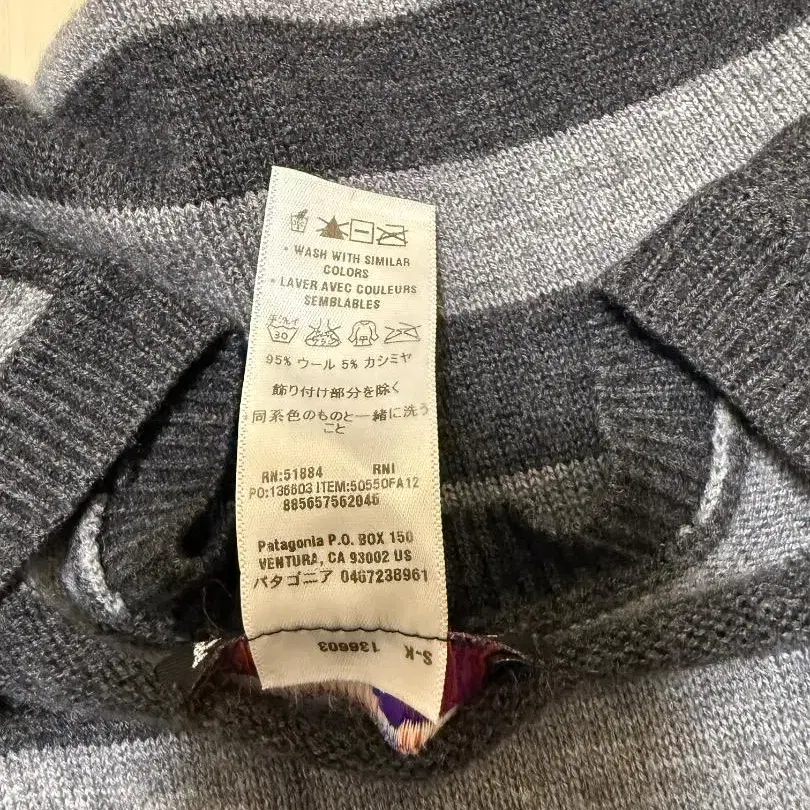 • WASH WITH SIMILAR
COLORS
• LAVER AVEC COULEURS
SEMBLABLES
30
95% ウール 5% カシミヤ
飾り付け部分を除く
・同系色のものと一緒に洗う
こと
RN:51884 RNI
PO:136603 ITEM:50550FA12
885657562046
Patagonia P.O. BOX 150
VENTURA, CA 93002 US
パタゴニア 0467238961
S-K 136603